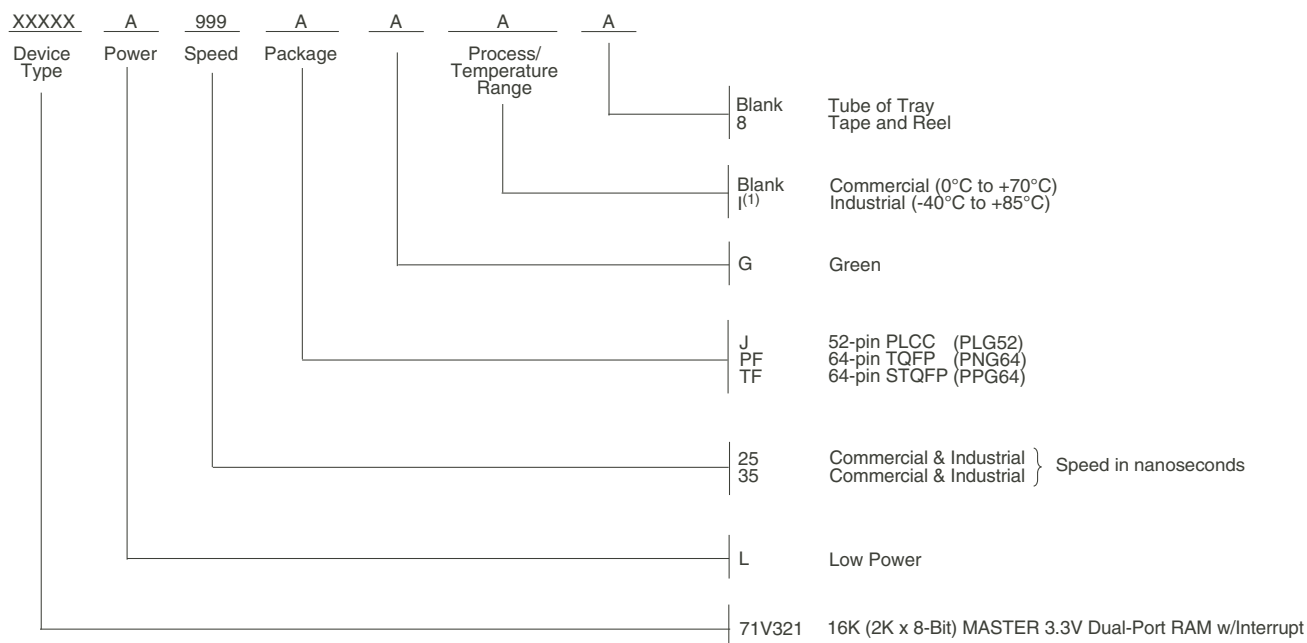 XXXXX A 999 A A A A
Device Type Power Speed Package Process/ Temperature Range
Blank Tube of Tray
8 Tape and Reel
Blank Commercial (0°C to +70°C)
I(1) Industrial (-40°C to +85°C)
G Green
J 52-pin PLCC (PLG52)
PF 64-pin TQFP (PNG64)
TF 64-pin STQFP (PPG64)
25 Commercial & Industrial
35 Commercial & Industrial
Speed in nanoseconds
L Low Power
71V321 16K (2K x 8-Bit) MASTER 3.3V Dual-Port RAM w/Interrupt